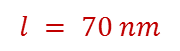 l = 70 nm